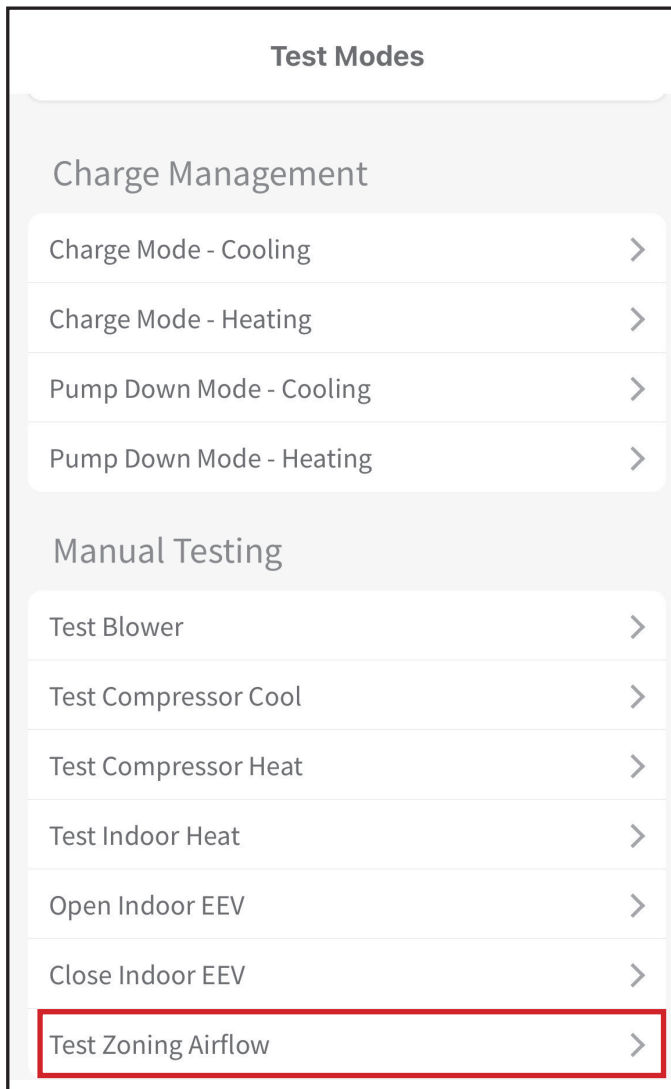 Test Modes
Charge Management
Charge Mode - Cooling
Charge Mode - Heating
Pump Down Mode - Cooling
Pump Down Mode - Heating
Manual Testing
Test Blower
Test Compressor Cool
Test Compressor Heat
Test Indoor Heat
Open Indoor EEV
Close Indoor EEV
Test Zoning Airflow